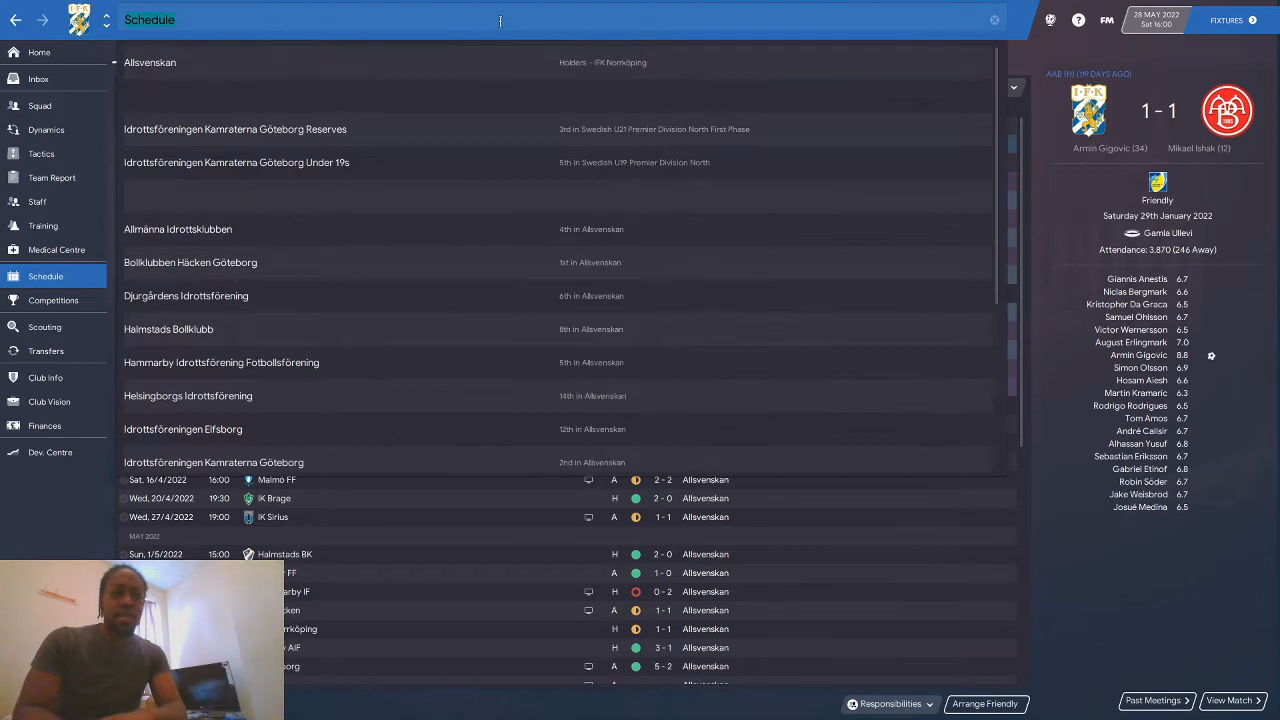 Schedule
28 MAY 2022
Sat 16:00
FIXTURES
FM
Home
Inbox
Squad
Dynamics
Tactics
Team Report
Staff
Training
Medical Centre
Schedule
Competitions
Scouting
Transfers
Club Info
Club Vision
Finances
Dev. Centre
Allsvenskan Holders - IFK Norrköping
Idrottsföreningen Kamraterna Göteborg Reserves 3rd in Swedish U21 Premier Division North First Phase
Idrottsföreningen Kamraterna Göteborg Under 19s 5th in Swedish U19 Premier Division North
Allmänna Idrottsklubben 4th in Allsvenskan
Bollklubben Häcken Göteborg 1st in Allsvenskan
Djurgårdens Idrottsförening 6th in Allsvenskan
Halmstads Bollklubb 8th in Allsvenskan
Hammarby Idrottsförening Fotbollsförening 5th in Allsvenskan
Helsingborgs Idrottsförening 14th in Allsvenskan
Idrottsföreningen Elfsborg 12th in Allsvenskan
Idrottsföreningen Kamraterna Göteborg 2nd in Allsvenskan
Sat, 16/4/2022 16:00 Malmö FF A 2 - 2 Allsvenskan
Wed, 20/4/2022 19:30 IK Brage H 2 - 0 Allsvenskan
Wed, 27/4/2022 19:00 IK Sirius A 1 - 1 Allsvenskan
MAY 2022
Sun, 1/5/2022 15:00 Halmstads BK H 2 - 0 Allsvenskan
FF A 1 - 0 Allsvenskan
arby IF H 0 - 2 Allsvenskan
cken A 1 - 1 Allsvenskan
rrköping H 1 - 1 Allsvenskan
AIF H 3 - 1 Allsvenskan
org A 5 - 2 Allsvenskan
Responsibilities
Arrange Friendly
AAB (H) (119 DAYS AGO)
I.F.K
1 - 1
Armin Gigovic (34) Mikael Ishak (12)
Friendly
Saturday 29th January 2022
Gamla Ullevi
Attendance: 3,870 (246 Away)
Giannis Anestis 6.7
Niclas Bergmark 6.6
Kristopher Da Graca 6.5
Samuel Ohlsson 6.7
Victor Wernersson 6.5
August Erlingmark 7.0
Armin Gigovic 8.8
Simon Olsson 6.9
Hosam Aiesh 6.6
Martin Kramaric 6.3
Rodrigo Rodrigues 6.5
Tom Amos 6.7
André Calisir 6.7
Alhassan Yusuf 6.8
Sebastian Eriksson 6.7
Gabriel Etinof 6.8
Robin Söder 6.7
Jake Weisbrod 6.7
Josué Medina 6.5
Past Meetings
View Match